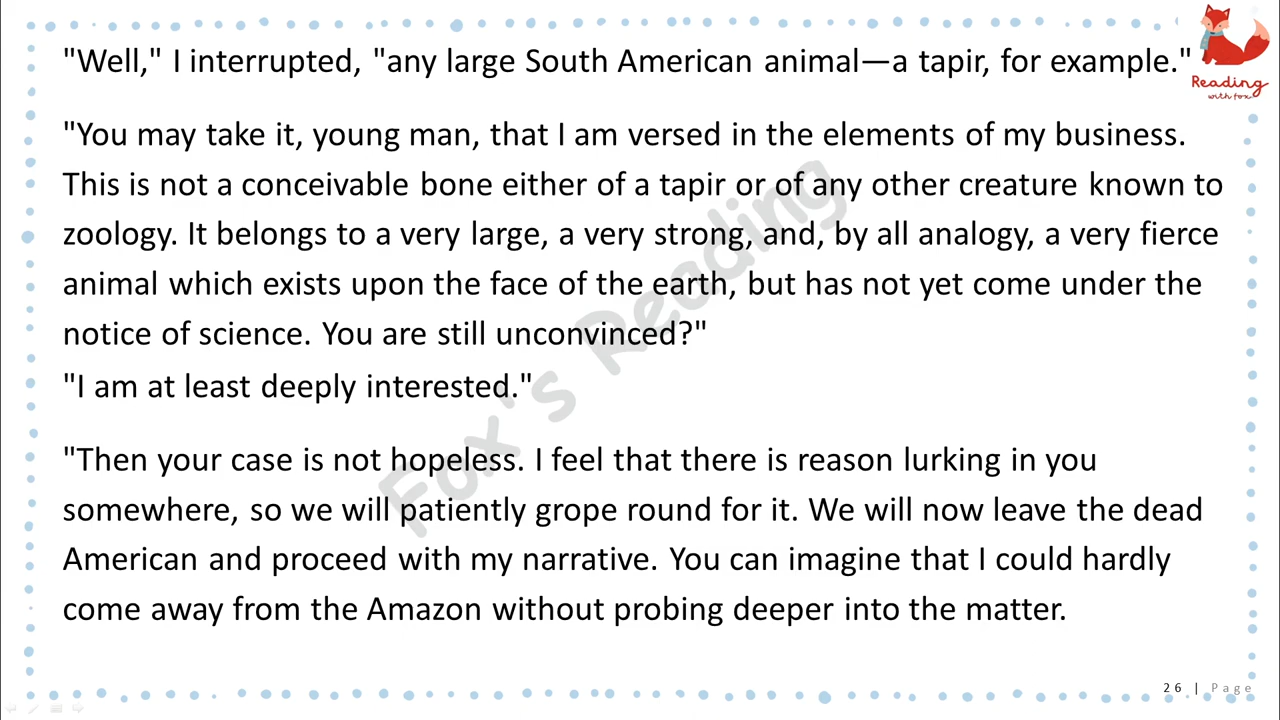 "Well," I interrupted, "any large South American animal—a tapir, for example."
Reading
with fox
"You may take it, young man, that I am versed in the elements of my business.
This is not a conceivable bone either of a tapir or of any other creature known to
zoology. It belongs to a very large, a very strong, and, by all analogy, a very fierce
animal which exists upon the face of the earth, but has not yet come under the
notice of science. You are still unconvinced?"
"I am at least deeply interested."
"Then your case is not hopeless. I feel that there is reason lurking in you
somewhere, so we will patiently grope round for it. We will now leave the dead
American and proceed with my narrative. You can imagine that I could hardly
come away from the Amazon without probing deeper into the matter.
Fox's Reading
26 | Page